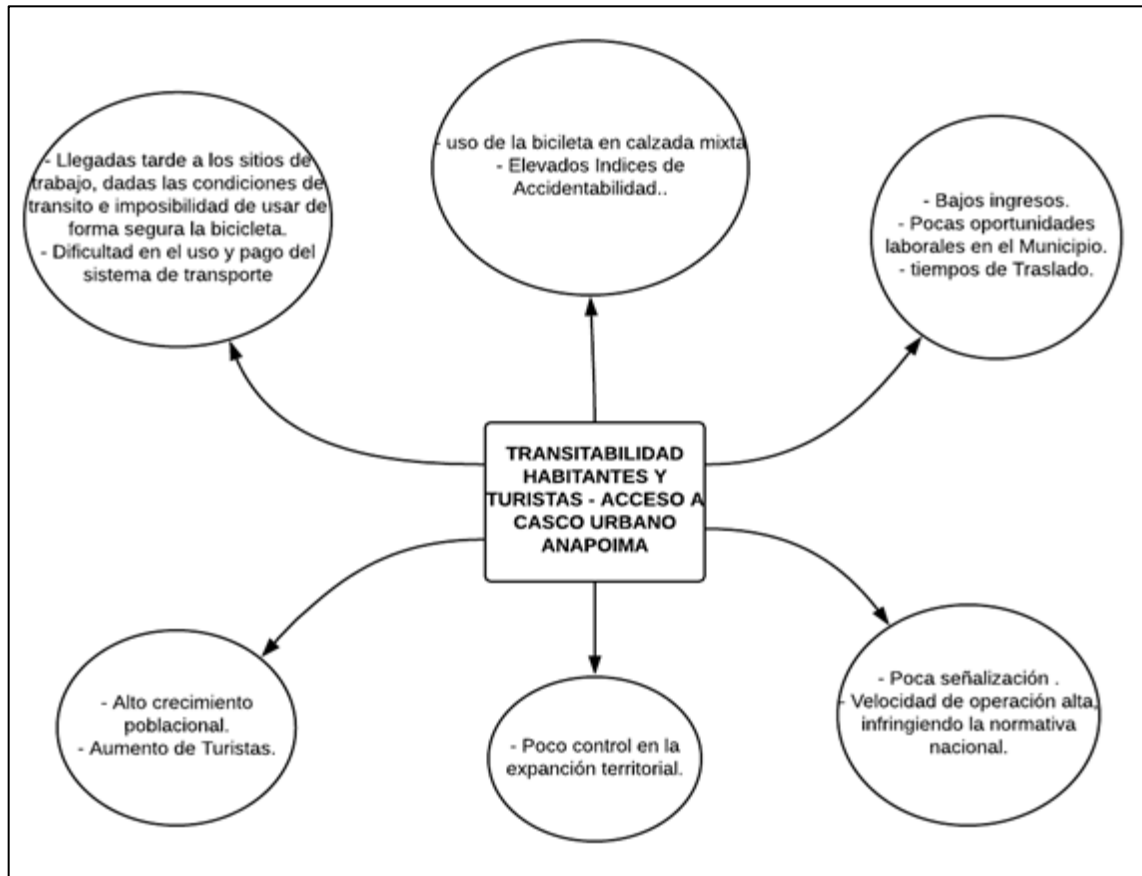 - Llegadas tarde a los sitios de
trabajo, dadas las condiciones de
transito e imposibilidad de usar de
forma segura la bicicleta.
- Dificultad en el uso y pago del
sistema de transporte
- uso de la bicileta en calzada mixta
- Elevados Indices de
Accidentabilidad..
- Bajos ingresos.
- Pocas oportunidades
laborales en el Municipio.
- tiempos de Traslado.
TRANSITABILIDAD
HABITANTES Y
TURISTAS - ACCESO A
CASCO URBANO
ANAPOIMA
- Alto crecimiento
poblacional.
- Aumento de Turistas.
- Poco control en la
expanción territorial.
- Poca señalización .
- Velocidad de operación alta,
infringiendo la normativa
nacional.